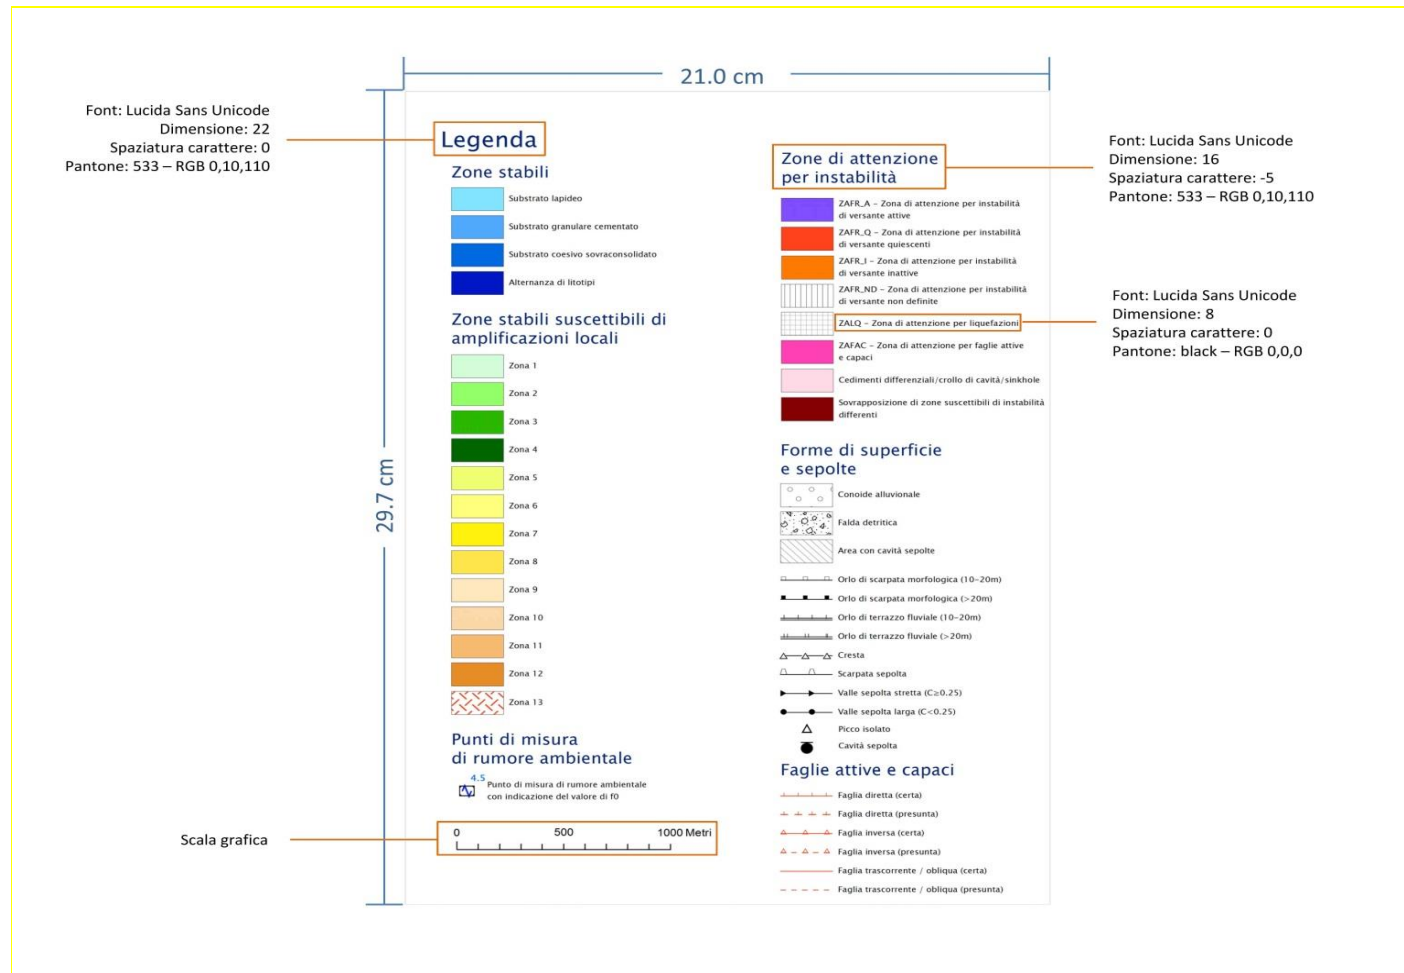 21.0 cm
29.7 cm
Font: Lucida Sans Unicode
Dimensione: 22
Spaziatura carattere: 0
Pantone: 533 – RGB 0,10,110
Legenda
Zone stabili
Substrato lapideo
Substrato granulare cementato
Substrato coesivo sovraconsolidato
Alternanza di litotipi
Zone stabili suscettibili di
amplificazioni locali
Zona 1
Zona 2
Zona 3
Zona 4
Zona 5
Zona 6
Zona 7
Zona 8
Zona 9
Zona 10
Zona 11
Zona 12
Zona 13
Punti di misura
di rumore ambientale
4.5
Punto di misura di rumore ambientale
con indicazione del valore di f0
Scala grafica
0 500 1000 Metri
Zone di attenzione
per instabilità
Font: Lucida Sans Unicode
Dimensione: 16
Spaziatura carattere: -5
Pantone: 533 – RGB 0,10,110
ZAFR_A – Zona di attenzione per instabilità
di versante attive
ZAFR_Q – Zona di attenzione per instabilità
di versante quiescenti
ZAFR_I – Zona di attenzione per instabilità
di versante inattive
ZAFR_ND – Zona di attenzione per instabilità
di versante non definite
ZALQ – Zona di attenzione per liquefazioni
Font: Lucida Sans Unicode
Dimensione: 8
Spaziatura carattere: 0
Pantone: black – RGB 0,0,0
ZAFAC – Zona di attenzione per faglie attive
e capaci
Cedimenti differenziali/crollo di cavità/sinkhole
Sovrapposizione di zone suscettibili di instabilità
differenti
Forme di superficie
e sepolte
Conoide alluvionale
Falda detritica
Area con cavità sepolte
Orlo di scarpata morfologica (10–20m)
Orlo di scarpata morfologica (>20m)
Orlo di terrazzo fluviale (10–20m)
Orlo di terrazzo fluviale (>20m)
Cresta
Scarpata sepolta
Valle sepolta stretta (C≥0.25)
Valle sepolta larga (C<0.25)
Picco isolato
Cavità sepolta
Faglie attive e capaci
Faglia diretta (certa)
Faglia diretta (presunta)
Faglia inversa (certa)
Faglia inversa (presunta)
Faglia trascorrente / obliqua (certa)
Faglia trascorrente / obliqua (presunta)